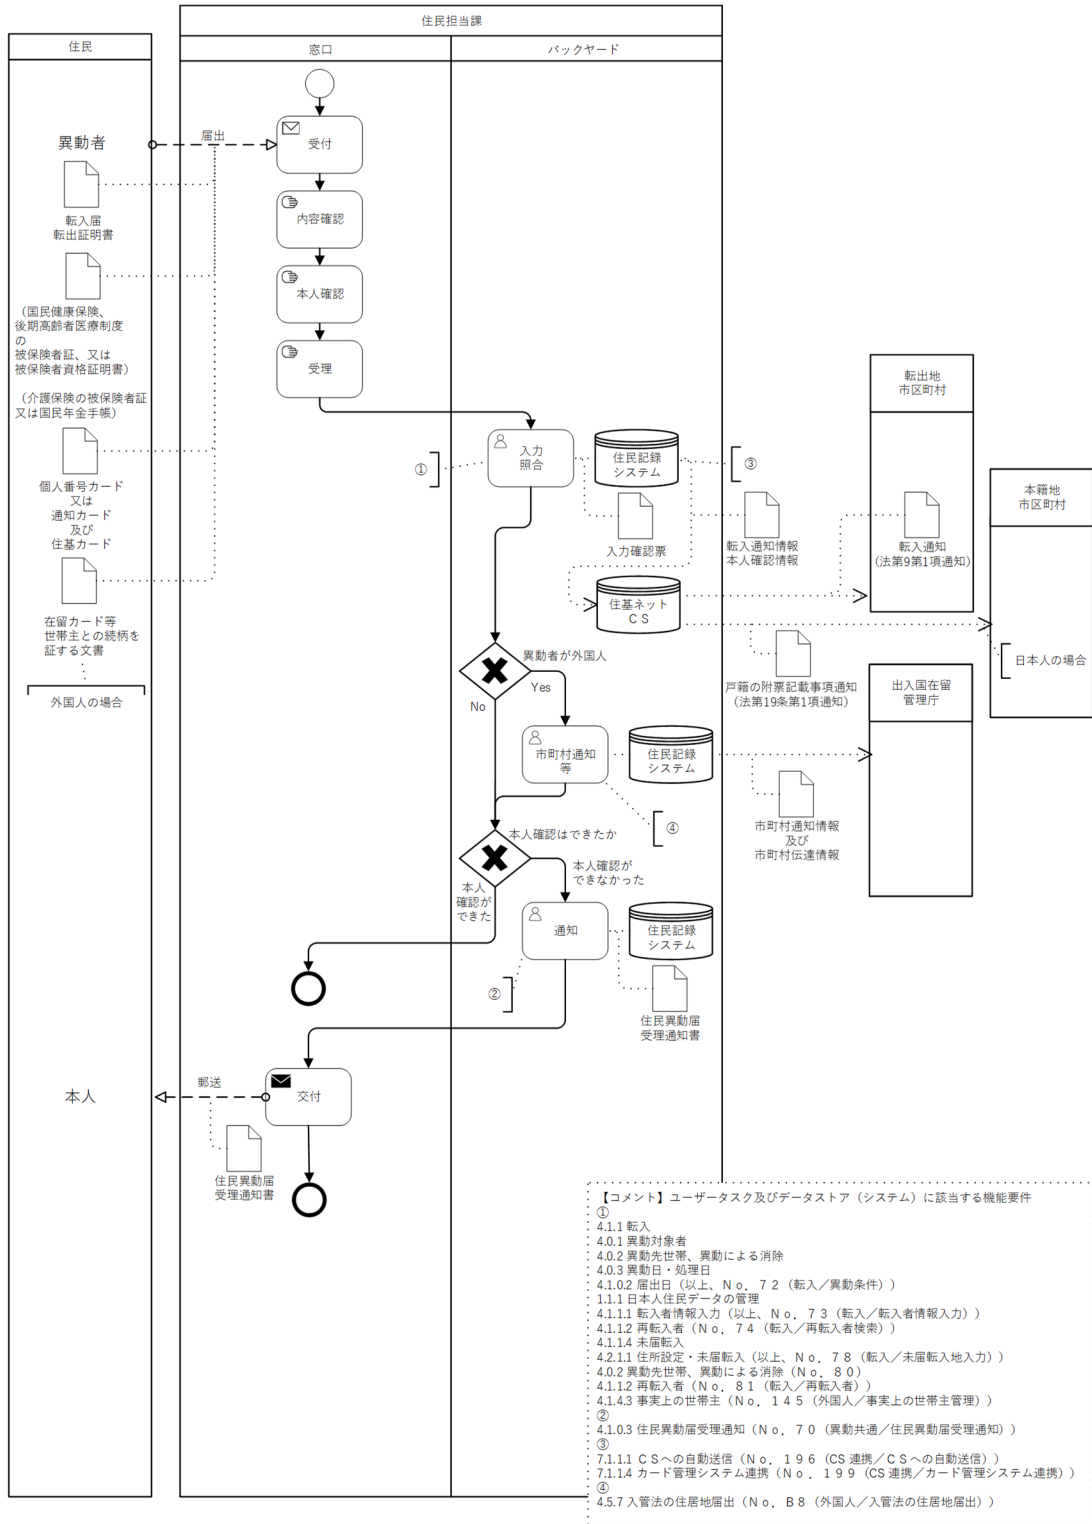 住民担当課
住民
窓口
バックヤード
異動者
届出
受付
転入届
転出証明書
内容確認
（国民健康保険、
後期高齢者医療制度
の
被保険者証、又は
被保険者資格証明書）
本人確認
受理
（介護保険の被保険者証
又は国民年金手帳）
転出地
市区町村
個人番号カード
又は
通知カード
及び
住基カード
①
入力
照合
住民記録
システム
③
本籍地
市区町村
入力確認票
転入通知情報
本人確認情報
転入通知
（法第9第1項通知）
在留カード等
世帯主との続柄を
証する文書
外国人の場合
住基ネット
ＣＳ
戸籍の附票記載事項通知
（法第19条第1項通知）
日本人の場合
異動者が外国人
Yes
No
出入国在留
管理庁
市町村通知
等
住民記録
システム
④
市町村通知情報
及び
市町村伝達情報
本人確認はできたか
本人確認が
できなかった
本人
確認が
できた
通知
住民記録
システム
②
住民異動届
受理通知書
本人
郵送
交付
住民異動届
受理通知書
【コメント】ユーザータスク及びデータストア（システム）に該当する機能要件
①
4.1.1 転入
4.0.1 異動対象者
4.0.2 異動先世帯、異動による消除
4.0.3 異動日・処理日
4.1.0.2 届出日（以上、Ｎｏ．７２（転入／異動条件））
1.1.1 日本人住民データの管理
4.1.1.1 転入者情報入力（以上、Ｎｏ．７３（転入／転入者情報入力））
4.1.1.2 再転入者（Ｎｏ．７４（転入／再転入者検索））
4.1.1.4 未届転入
4.2.1.1 住所設定・未届転入（以上、Ｎｏ．７８（転入／未届転入地入力））
4.0.2 異動先世帯、異動による消除（Ｎｏ．８０）
4.1.1.2 再転入者（Ｎｏ．８１（転入／再転入者））
4.1.4.3 事実上の世帯主（Ｎｏ．１４５（外国人／事実上の世帯主管理））
②
4.1.0.3 住民異動届受理通知（Ｎｏ．７０（異動共通／住民異動届受理通知））
③
7.1.1.1 ＣＳへの自動送信（Ｎｏ．１９６（CS 連携／ＣＳへの自動送信））
7.1.1.4 カード管理システム連携（Ｎｏ．１９９（CS 連携／カード管理システム連携））
④
4.5.7 入管法の住居地届出（Ｎｏ．Ｂ８（外国人／入管法の住居地届出））